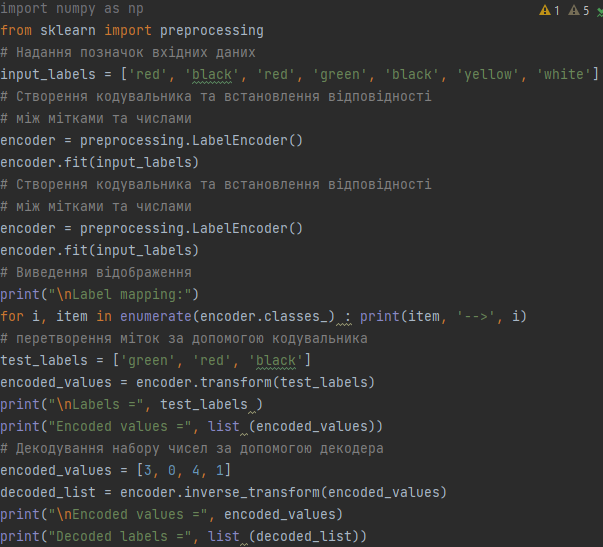 import numpy as np
1 5
from sklearn import preprocessing
# Надання позначок вхідних даних
input_labels = ['red', 'black', 'red', 'green', 'black', 'yellow', 'white']
# Створення кодувальника та встановлення відповідності
# між мітками та числами
encoder = preprocessing.LabelEncoder()
encoder.fit(input_labels)
# Створення кодувальника та встановлення відповідності
# між мітками та числами
encoder = preprocessing.LabelEncoder()
encoder.fit(input_labels)
# Виведення відображення
print("\nLabel mapping:")
for i, item in enumerate(encoder.classes_) : print(item, '-->', i)
# перетворення міток за допомогою кодувальника
test_labels = ['green', 'red', 'black']
encoded_values = encoder.transform(test_labels)
print("\nLabels =", test_labels )
print("Encoded values =", list (encoded_values))
# Декодування набору чисел за допомогою декодера
encoded_values = [3, 0, 4, 1]
decoded_list = encoder.inverse_transform(encoded_values)
print("\nEncoded values =", encoded_values)
print("Decoded labels =", list (decoded_list))